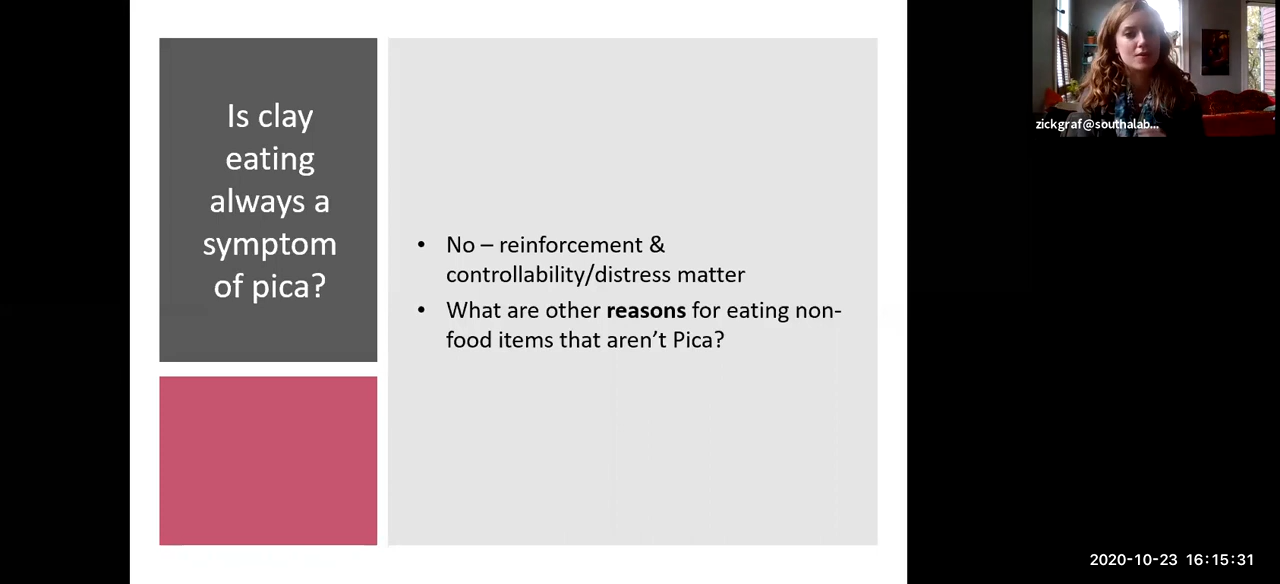 Is clay
eating
always a
symptom
of pica?
• No – reinforcement &
controllability/distress matter
• What are other reasons for eating non-
food items that aren’t Pica?
zickgraf@southalab...
2020-10-23 16:15:31